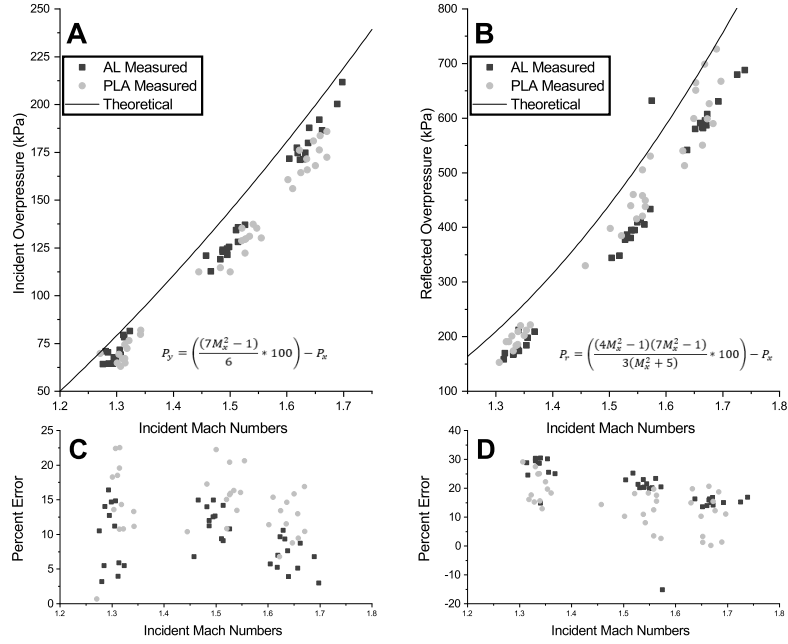 A
AL Measured
PLA Measured
Theoretical
250
225
200
175
150
125
100
75
50
Incident Overpressure (kPa)
P_y = ( (7M_x^2 − 1) / 6 * 100 ) − P_x
1.2 1.3 1.4 1.5 1.6 1.7
Incident Mach Numbers
B
AL Measured
PLA Measured
Theoretical
800
700
600
500
400
300
200
100
Reflected Overpressure (kPa)
P_r = ( (4M_x^2 − 1)(7M_x^2 − 1) / 3(M_x^2 + 5) * 100 ) − P_x
1.3 1.4 1.5 1.6 1.7 1.8
Incident Mach Numbers
C
25
20
15
10
5
0
Percent Error
1.2 1.3 1.4 1.5 1.6 1.7 1.8
Incident Mach Numbers
D
40
30
20
10
0
-10
-20
Percent Error
1.2 1.3 1.4 1.5 1.6 1.7 1.8
Incident Mach Numbers